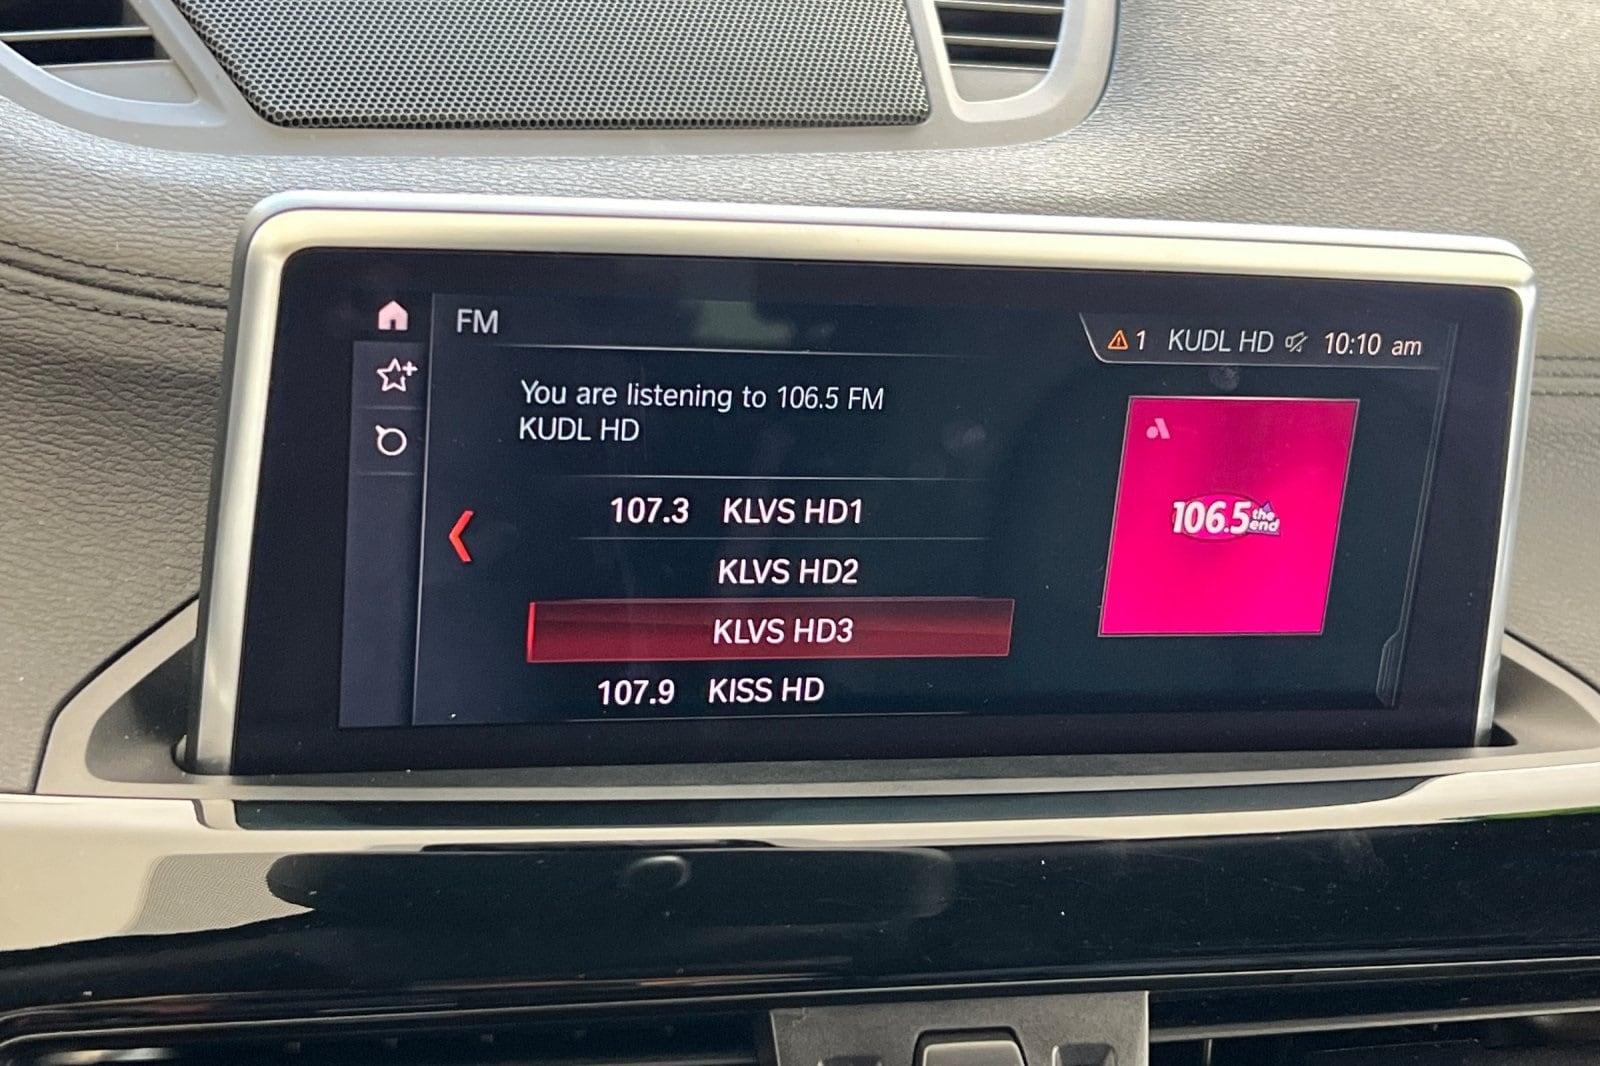 FM
1 KUDL HD 10:10 am
You are listening to 106.5 FM
KUDL HD
107.3 KLVS HD1
KLVS HD2
KLVS HD3
107.9 KISS HD
106.5 the
end